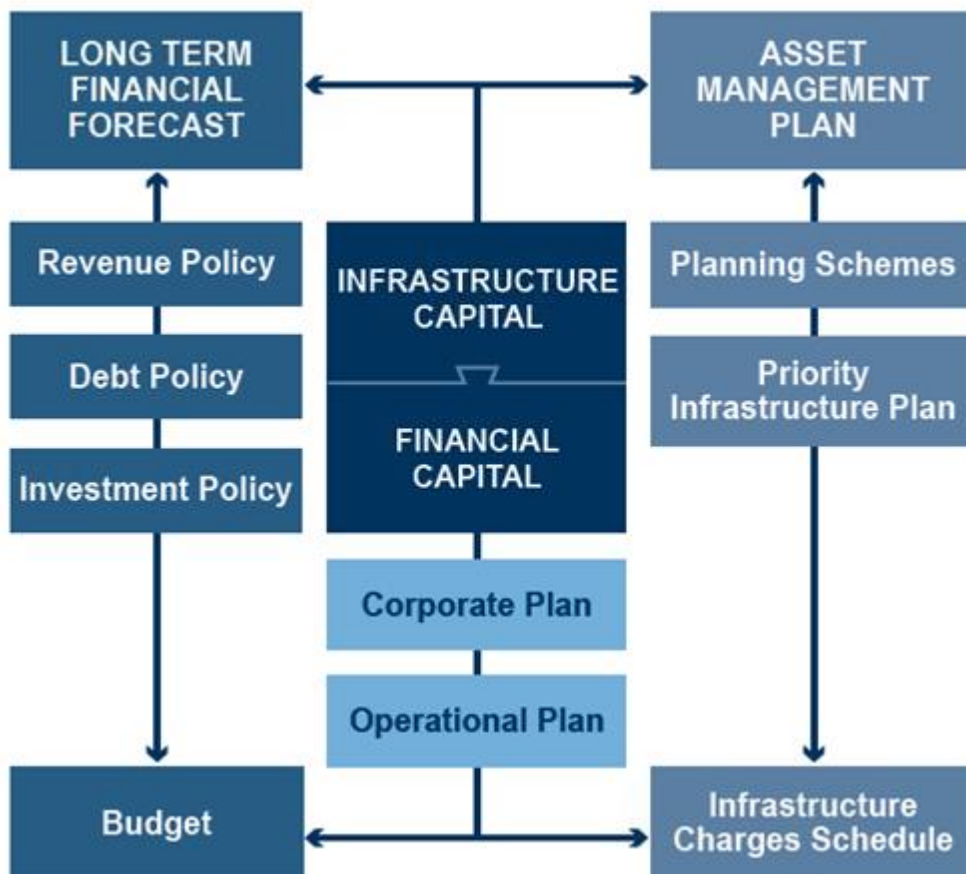 LONG TERM
FINANCIAL
FORECAST
Revenue Policy
Debt Policy
Investment Policy
Budget
INFRASTRUCTURE
CAPITAL
FINANCIAL
CAPITAL
Corporate Plan
Operational Plan
ASSET
MANAGEMENT
PLAN
Planning Schemes
Priority
Infrastructure Plan
Infrastructure
Charges Schedule